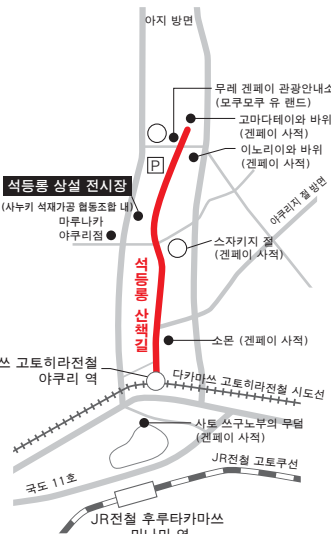 아지 방면
무레 겐페이 관광안내소
(모쿠모쿠 유 랜드)
고마다테이와 바위
(겐페이 사적)
P
이노리이와 바위
(겐페이 사적)
석등롱 상설 전시장
(사누키 석재가공 협동조합 내)
마루나카
야쿠리점
야쿠리지 절 방면
스자키지 절
(겐페이 사적)
석등롱 산책길
소몬 (겐페이 사적)
쓰 고토히라전철
야쿠리 역
다카마쓰 고토히라전철 시도선
사토 쓰구노부의 무덤
(겐페이 사적)
국도 11호
JR전철 고토쿠선
JR전철 후루타카마쓰
미나미 역